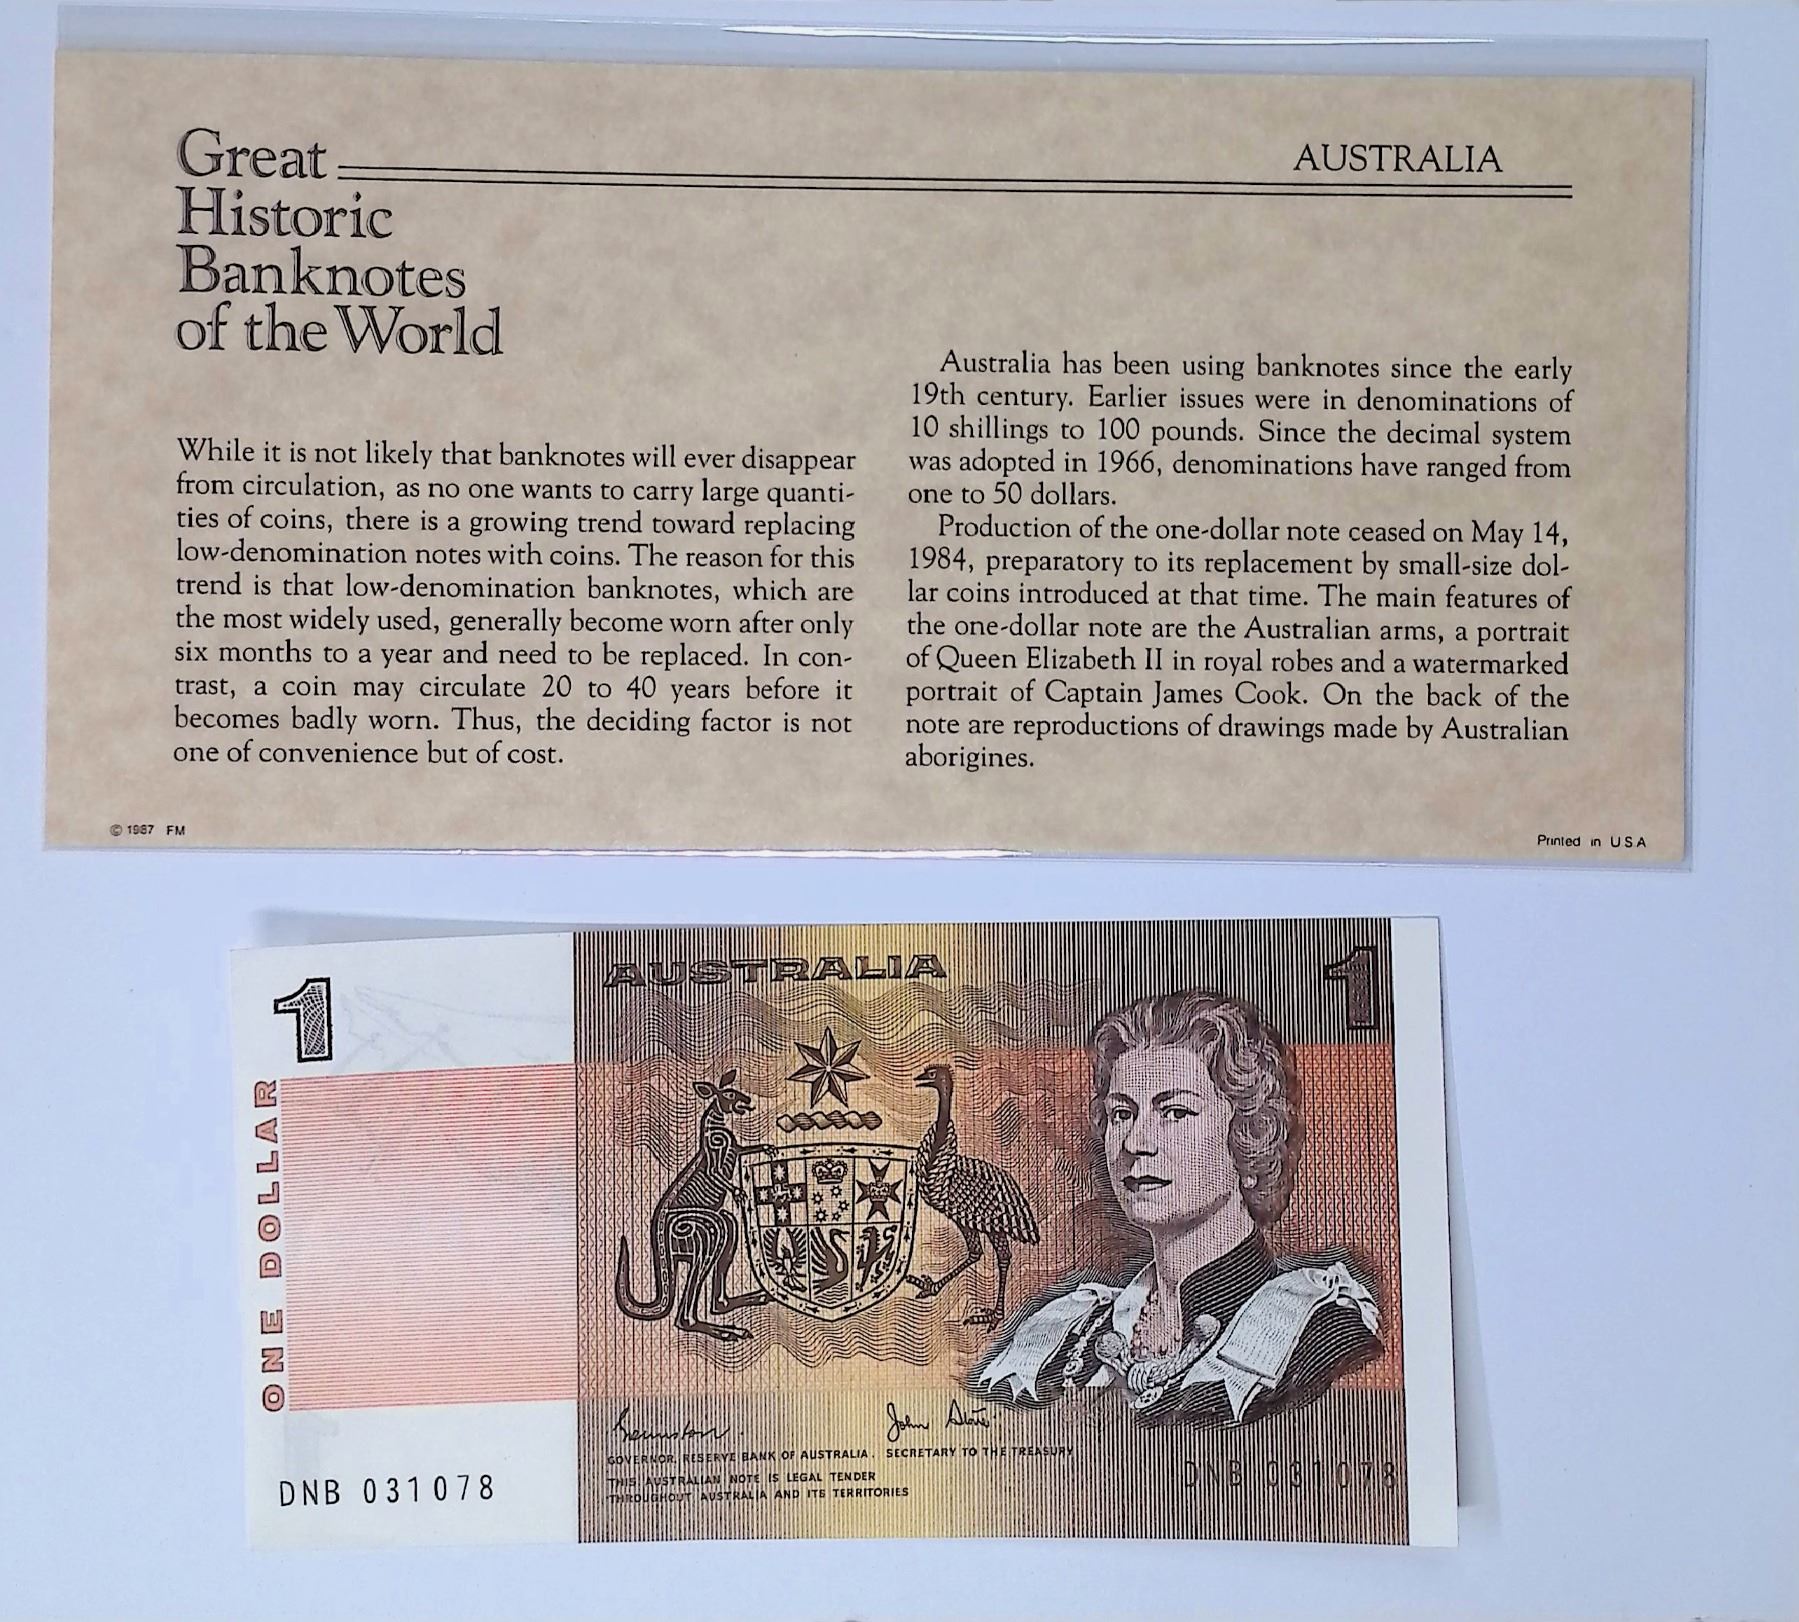 Great
Historic
Banknotes
of the World
AUSTRALIA
While it is not likely that banknotes will ever disappear
from circulation, as no one wants to carry large quanti-
ties of coins, there is a growing trend toward replacing
low-denomination notes with coins. The reason for this
trend is that low-denomination banknotes, which are
the most widely used, generally become worn after only
six months to a year and need to be replaced. In con-
trast, a coin may circulate 20 to 40 years before it
becomes badly worn. Thus, the deciding factor is not
one of convenience but of cost.
Australia has been using banknotes since the early
19th century. Earlier issues were in denominations of
10 shillings to 100 pounds. Since the decimal system
was adopted in 1966, denominations have ranged from
one to 50 dollars.
Production of the one-dollar note ceased on May 14,
1984, preparatory to its replacement by small-size dol-
lar coins introduced at that time. The main features of
the one-dollar note are the Australian arms, a portrait
of Queen Elizabeth II in royal robes and a watermarked
portrait of Captain James Cook. On the back of the
note are reproductions of drawings made by Australian
aborigines.
© 1987 FM
Printed in U S A
1
AUSTRALIA
1
ONE DOLLAR
John Stone
GOVERNOR, RESERVE BANK OF AUSTRALIA. SECRETARY TO THE TREASURY
THIS AUSTRALIAN NOTE IS LEGAL TENDER
THROUGHOUT AUSTRALIA AND ITS TERRITORIES
DNB 031078
DNB 031078